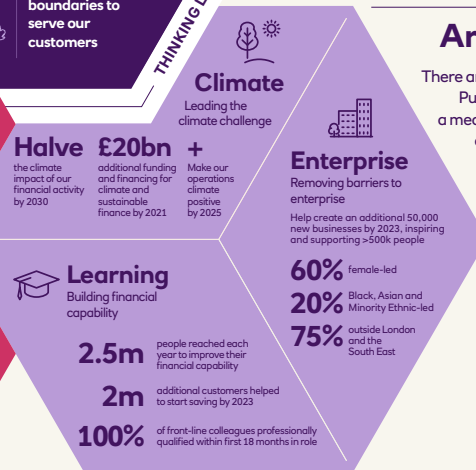 boundaries to
serve our
customers
THINKING
Climate
Leading the
climate challenge
Halve
the climate
impact of our
financial activity
by 2030
£20bn
additional funding
and financing for
climate and
sustainable
finance by 2021
+
Make our
operations
climate
positive
by 2025
Enterprise
Removing barriers to
enterprise
Help create an additional 50,000
new businesses by 2023, inspiring
and supporting >500k people
60% female-led
20% Black, Asian and
Minority Ethnic-led
75% outside London
and the
South East
Learning
Building financial
capability
2.5m people reached each
year to improve their
financial capability
2m additional customers helped
to start saving by 2023
100% of front-line colleagues professionally
qualified within first 18 months in role
There
a